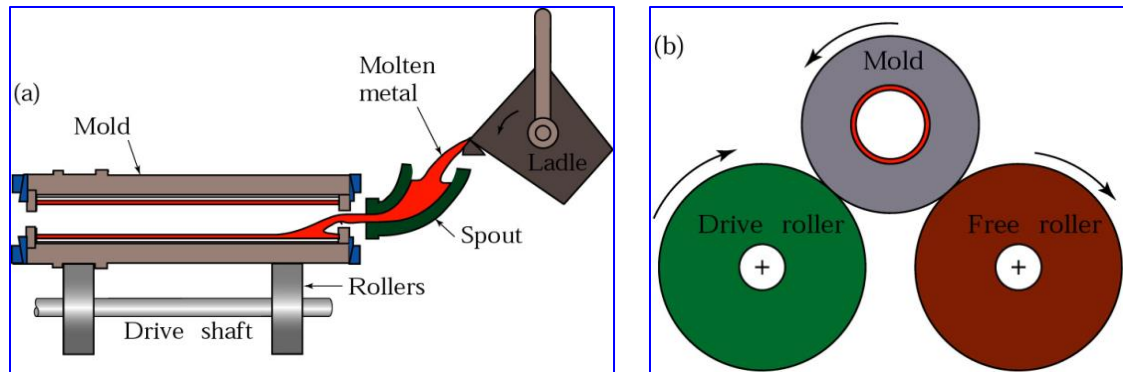 (a)
Molten
metal
Mold
Ladle
Spout
Rollers
Drive shaft
(b)
Mold
Drive roller
Free roller